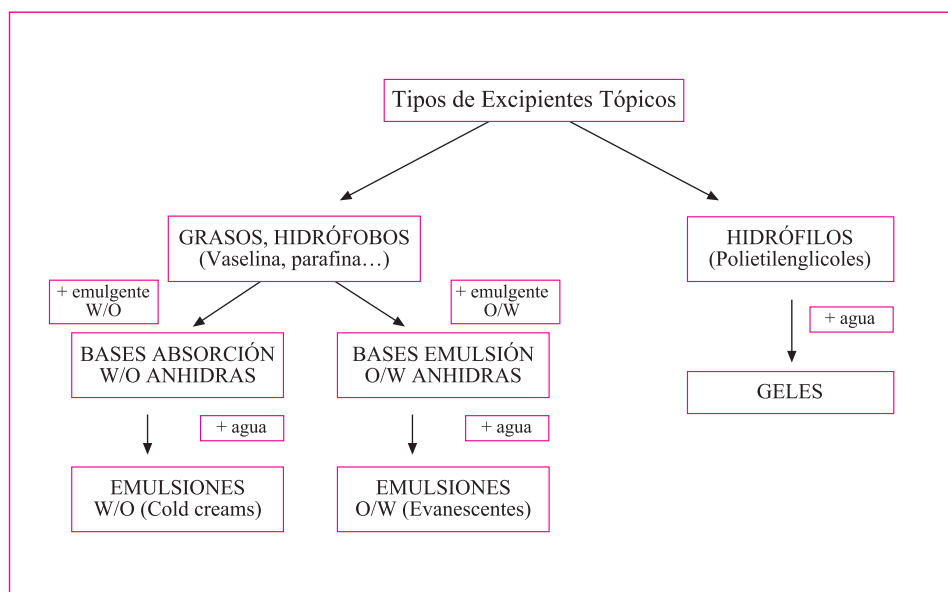 Tipos de Excipientes Tópicos
GRASOS, HIDRÓFOBOS
(Vaselina, parafina…)
HIDRÓFILOS
(Polietilenglicoles)
+ emulgente
W/O
+ emulgente
O/W
+ agua
BASES ABSORCIÓN
W/O ANHIDRAS
BASES EMULSIÓN
O/W ANHIDRAS
GELES
+ agua
+ agua
EMULSIONES
W/O (Cold creams)
EMULSIONES
O/W (Evanescentes)